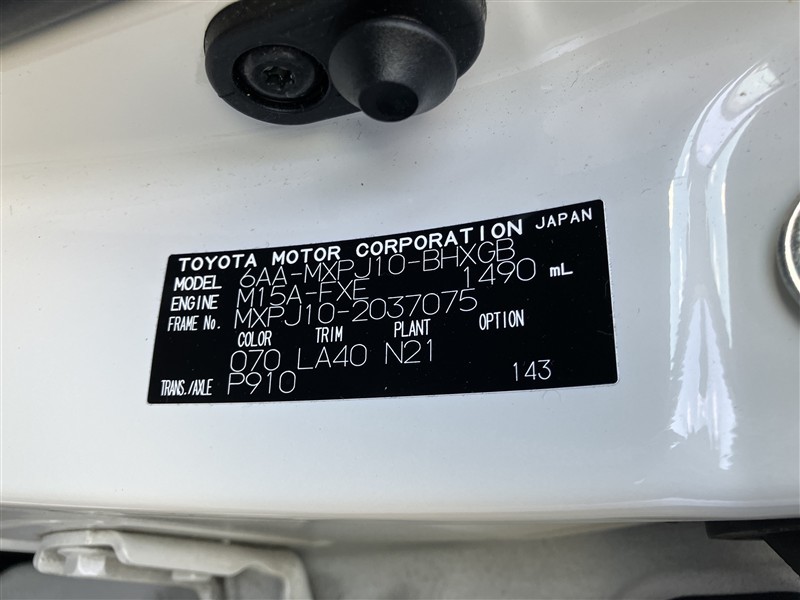 TOYOTA MOTOR CORPORATION JAPAN
MODEL 6AA-MXPJ10-BHXGB
ENGINE M15A-FXE 1490 mL
FRAME No. MXPJ10-2037075
COLOR TRIM PLANT OPTION
070 LA40 N21
TRANS./AXLE P910 143